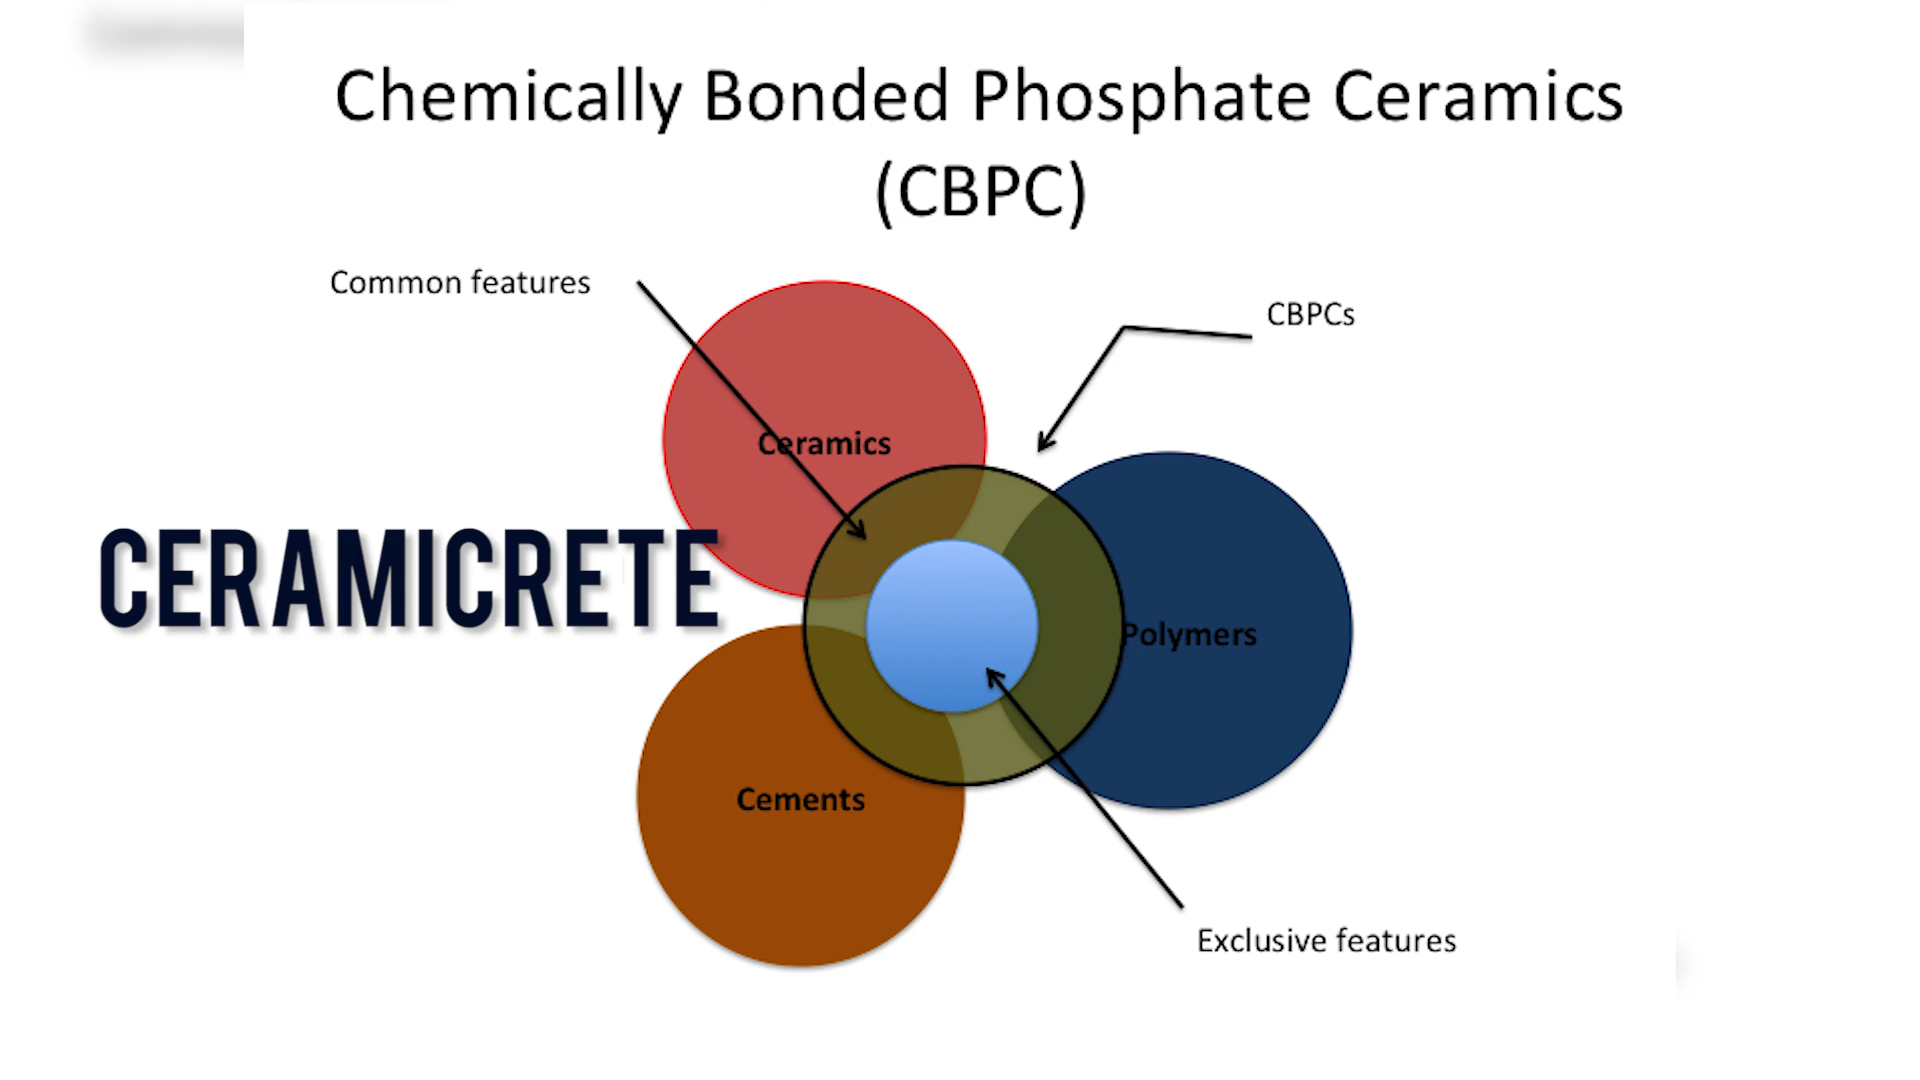 Chemically Bonded Phosphate Ceramics
(CBPC)
Common features
CBPCs
Ceramics
CERAMICRETE
Polymers
Cements
Exclusive features